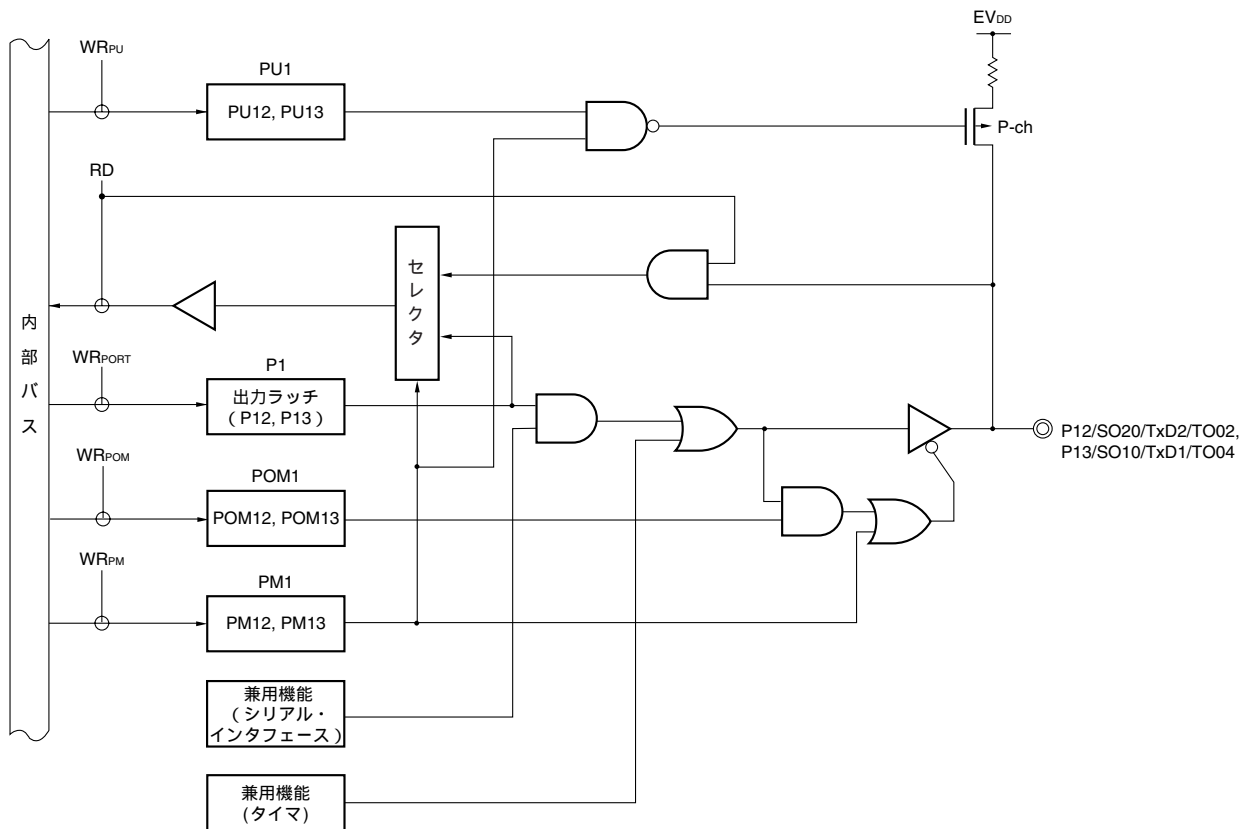 EVDD
WRPU
PU1
PU12, PU13
P-ch
RD
セレクタ
内部バス
WRPORT
P1
出力ラッチ
( P12, P13 )
P12/SO20/TxD2/TO02,
P13/SO10/TxD1/TO04
WRPOM
POM1
POM12, POM13
WRPM
PM1
PM12, PM13
兼用機能
( シリアル・
インタフェース )
兼用機能
(タイマ)